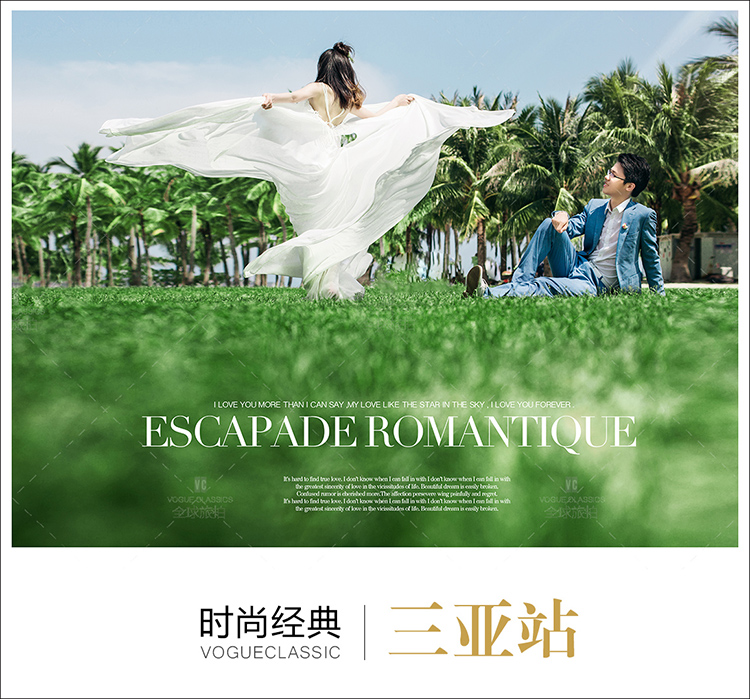 I LOVE YOU MORE THAN I CAN SAY ,MY LOVE LIKE THE STAR IN THE SKY , I LOVE YOU FOREVER .
ESCAPADE ROMANTIQUE
It's hard to find true love. I don't know when I can fall in with I don't know when I can fall in with
the greatest sincerity of love in the vicissitudes of life. Beautiful dream is easily broken.
Confused rumor is cherished more.The affection persevere wing painfully and regret.
It's hard to find true love. I don't know when I can fall in with I don't know when I can fall in with
the greatest sincerity of love in the vicissitudes of life. Beautiful dream is easily broken.
VC
VOGUECLASSICS
全球旅拍
VC
VOGUECLASSICS
全球旅拍
时尚经典
VOGUECLASSIC
三亚站